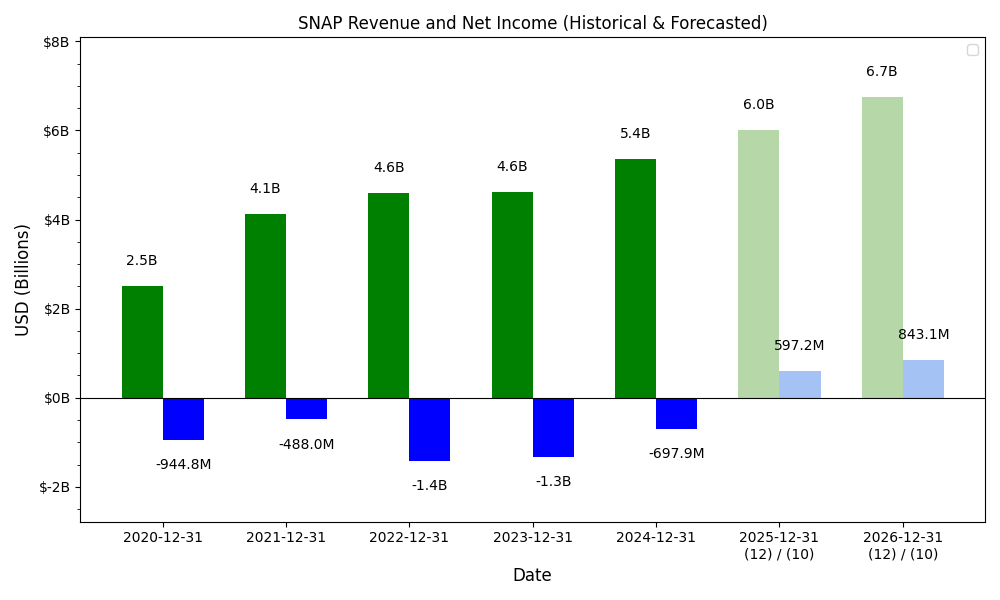 SNAP Revenue and Net Income (Historical & Forecasted)
$8B
$6B
$4B
$2B
$0B
$-2B
USD (Billions)
2.5B
4.1B
4.6B
4.6B
5.4B
6.0B
6.7B
-944.8M
-488.0M
-1.4B
-1.3B
-697.9M
597.2M
843.1M
2020-12-31
2021-12-31
2022-12-31
2023-12-31
2024-12-31
2025-12-31
(12) / (10)
2026-12-31
(12) / (10)
Date